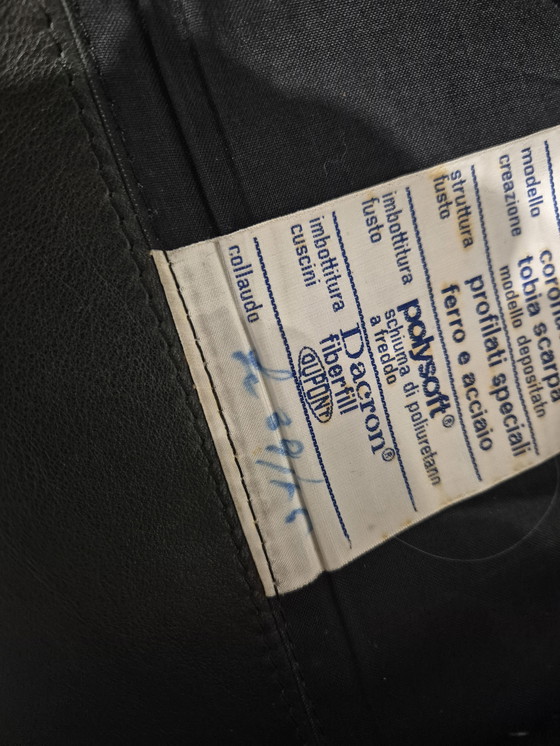 modello
creazione
tobia scarpa
modello depositato
struttura
fusto
profilati speciali
ferro e acciaio
imbottitura
fusto
polysoft®
schiuma di poliuretano
a freddo
imbottitura
cuscini
Dacron®
fiberfill
DUPONT
collaudo